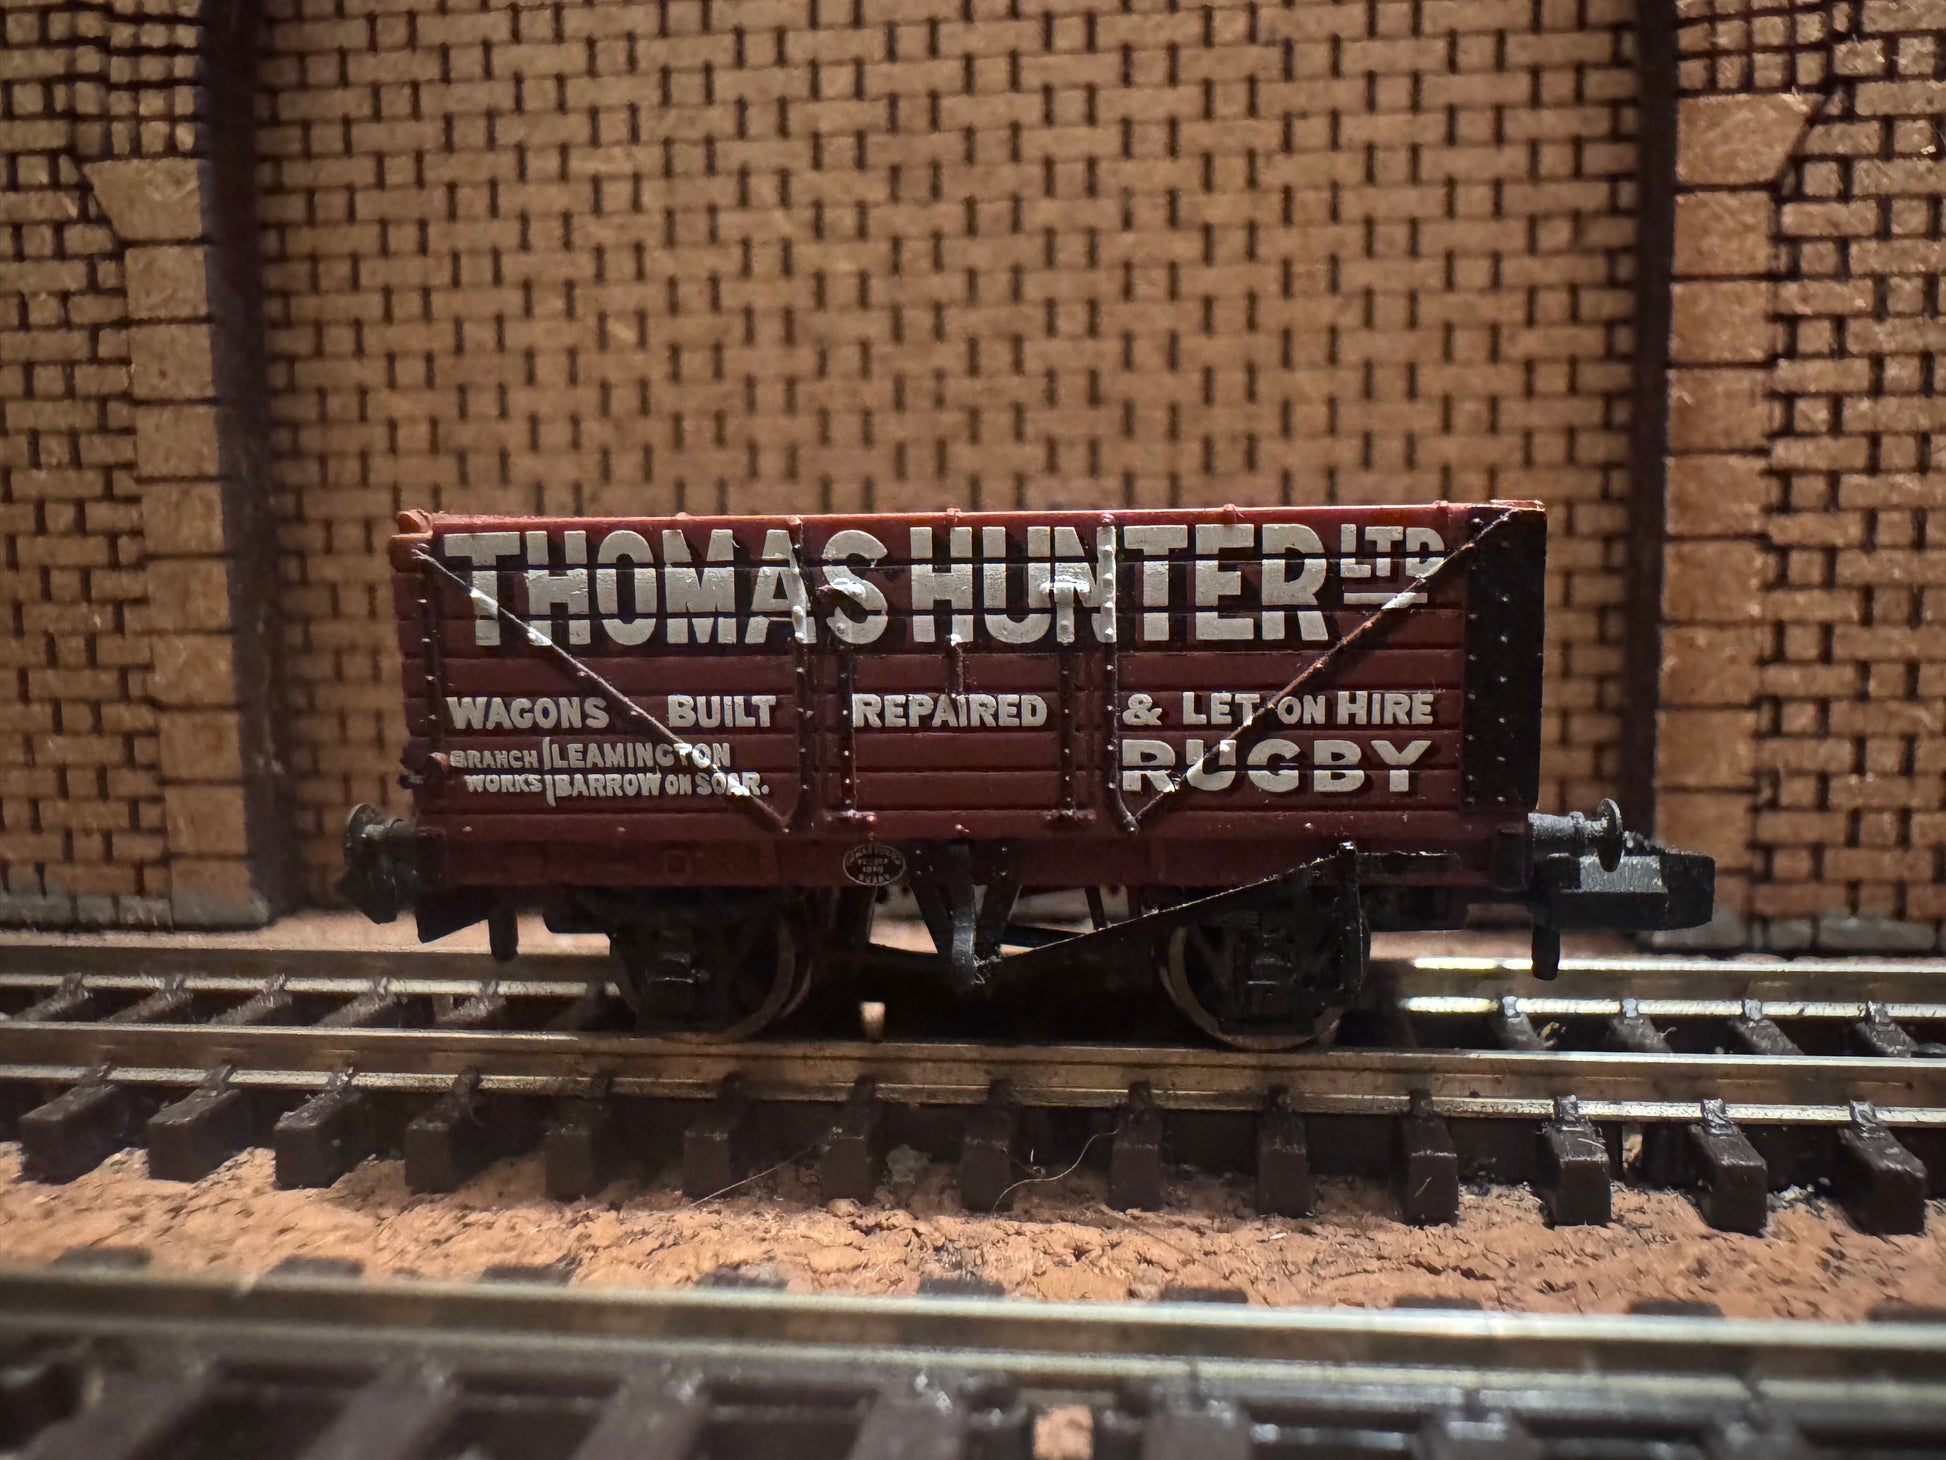 THOMAS HUNTER LTD
WAGONS BUILT REPAIRED & LET ON HIRE
BRANCH WORKS
LEAMINGTON
BARROW ON SOAR.
RUGBY